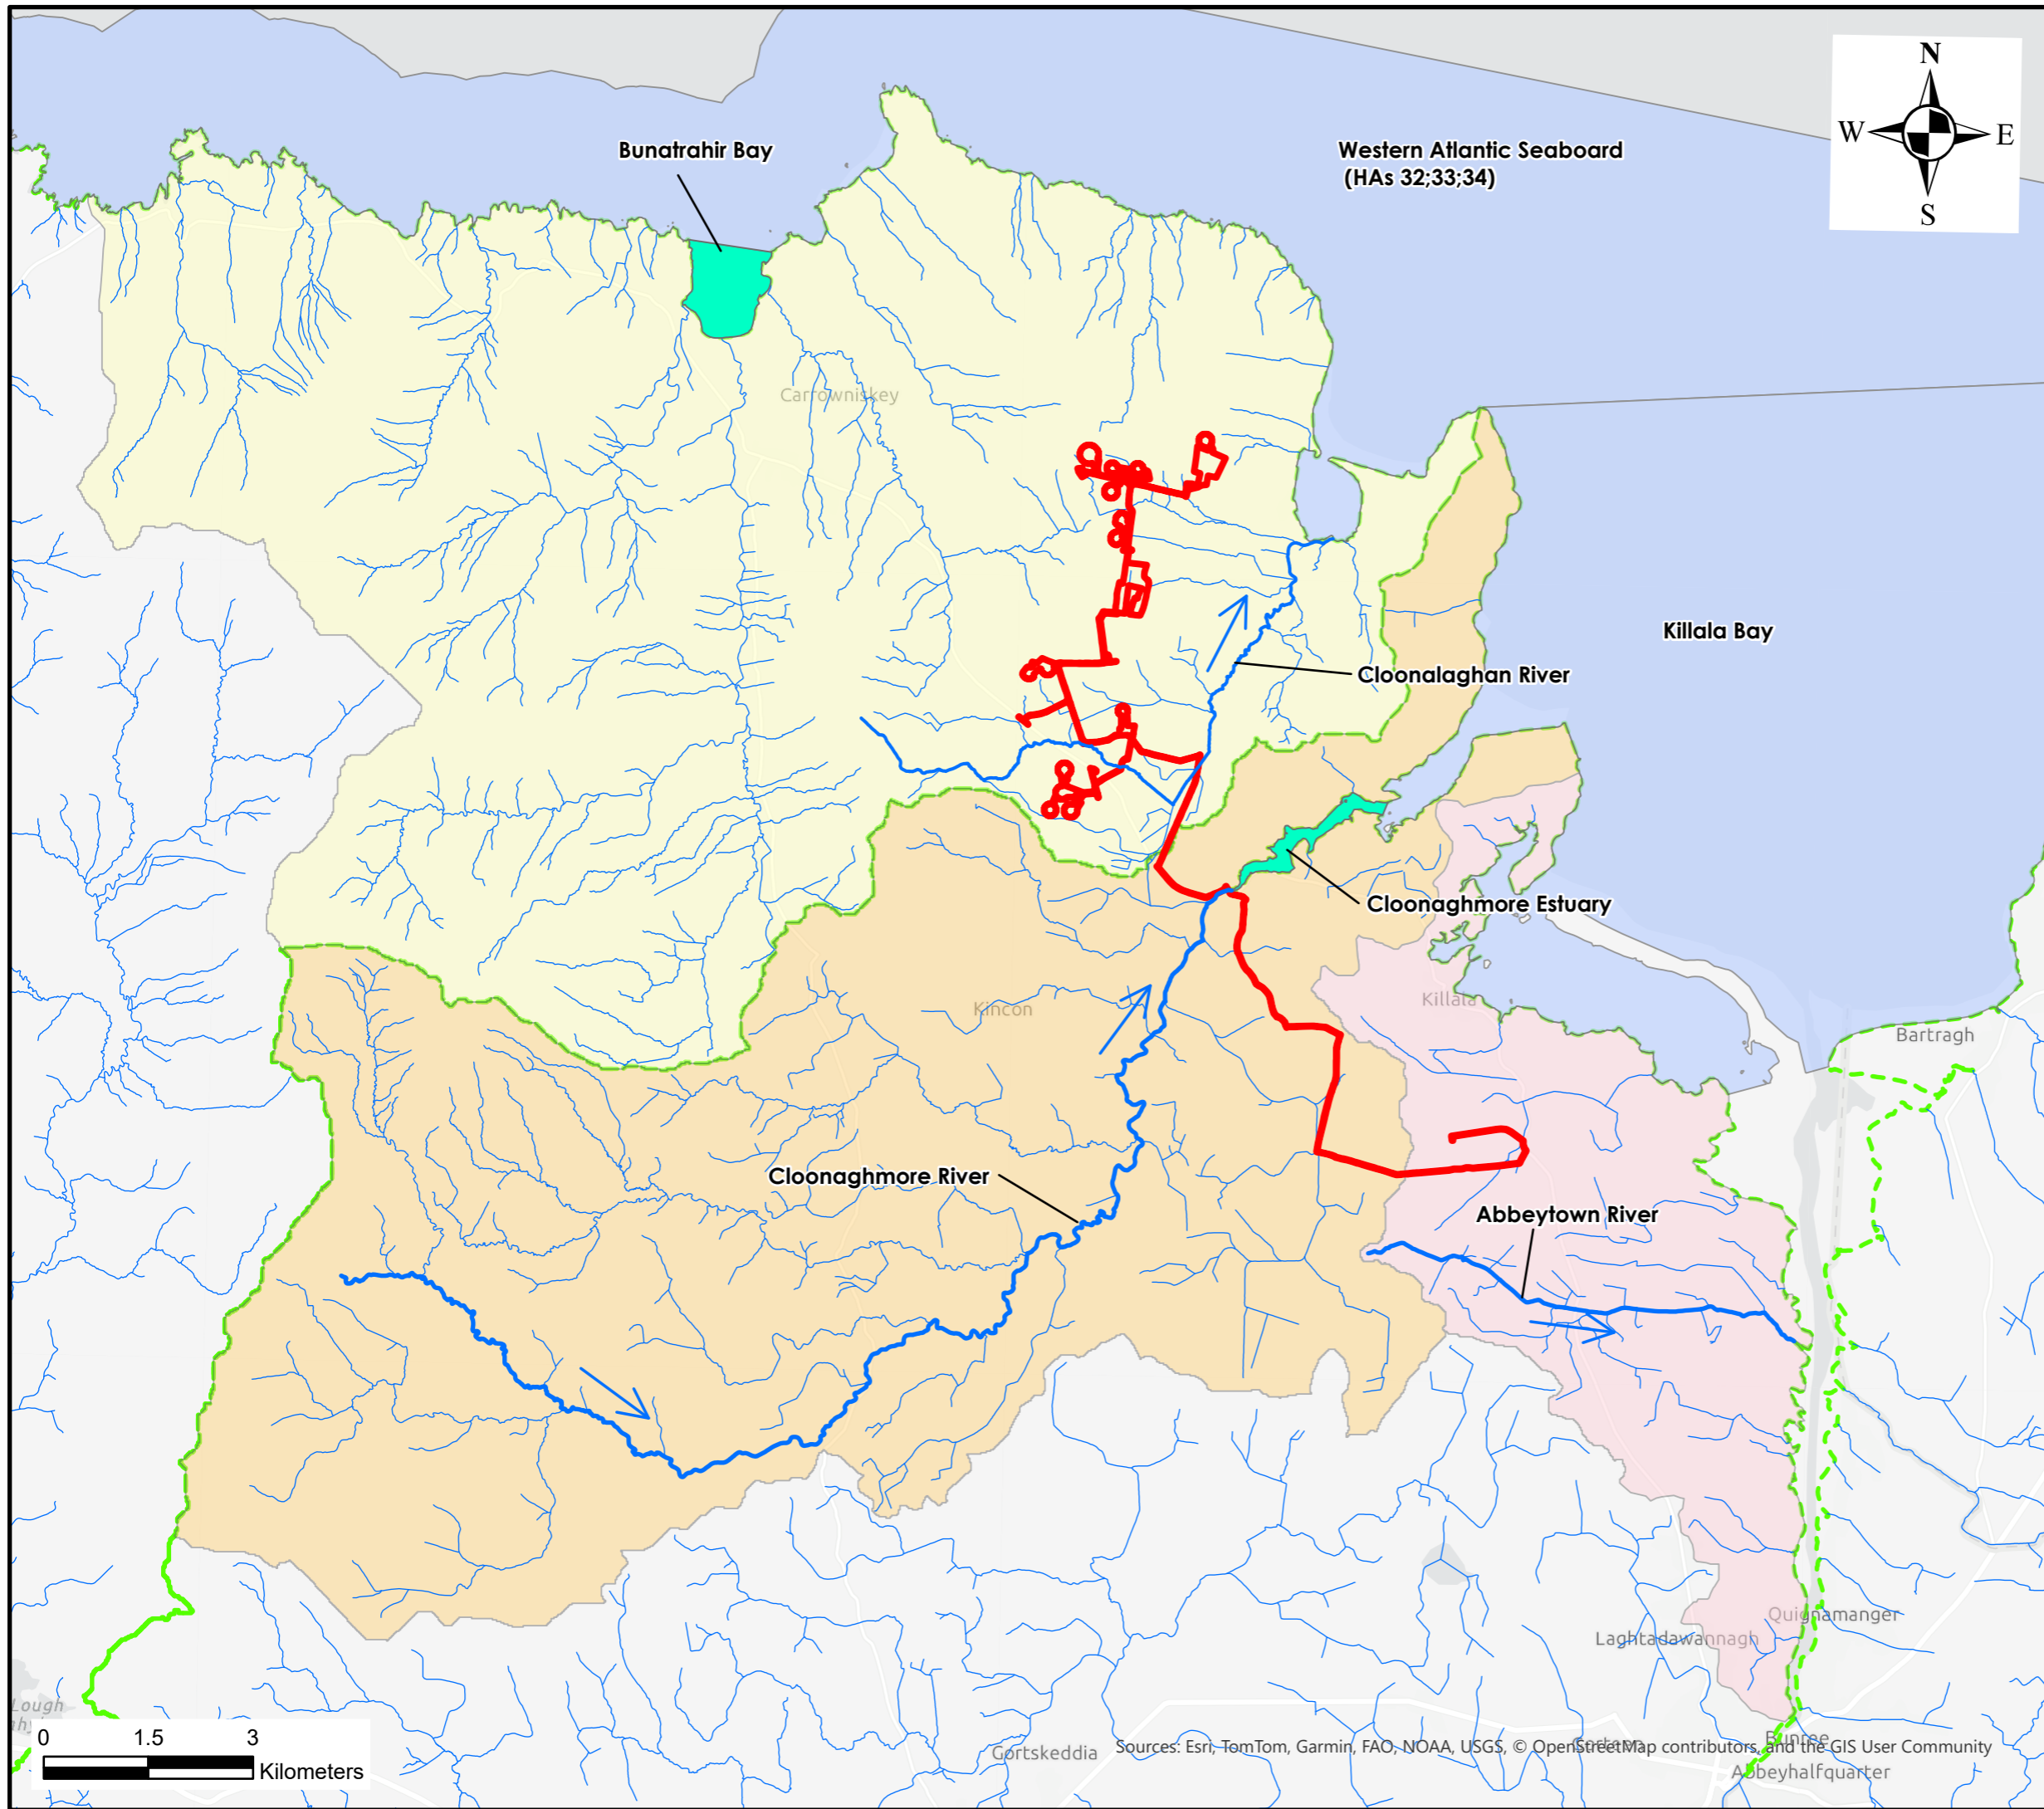 N
W
E
S
Bunatrahir Bay
Western Atlantic Seaboard
(HAs 32;33;34)
Carrowniskey
Killala Bay
Cloonalaghan River
Cloonaghmore Estuary
Killala
Kincon
Bartragh
Cloonaghmore River
Abbeytown River
Quignamanger
Laghtadawannagh
Lough
0 1.5 3
Kilometers
Gortskeddia
Bunree
Sources: Esri, TomTom, Garmin, FAO, NOAA, USGS, © OpenStreetMap contributors, and the GIS User Community
Abbeyhalfquarter